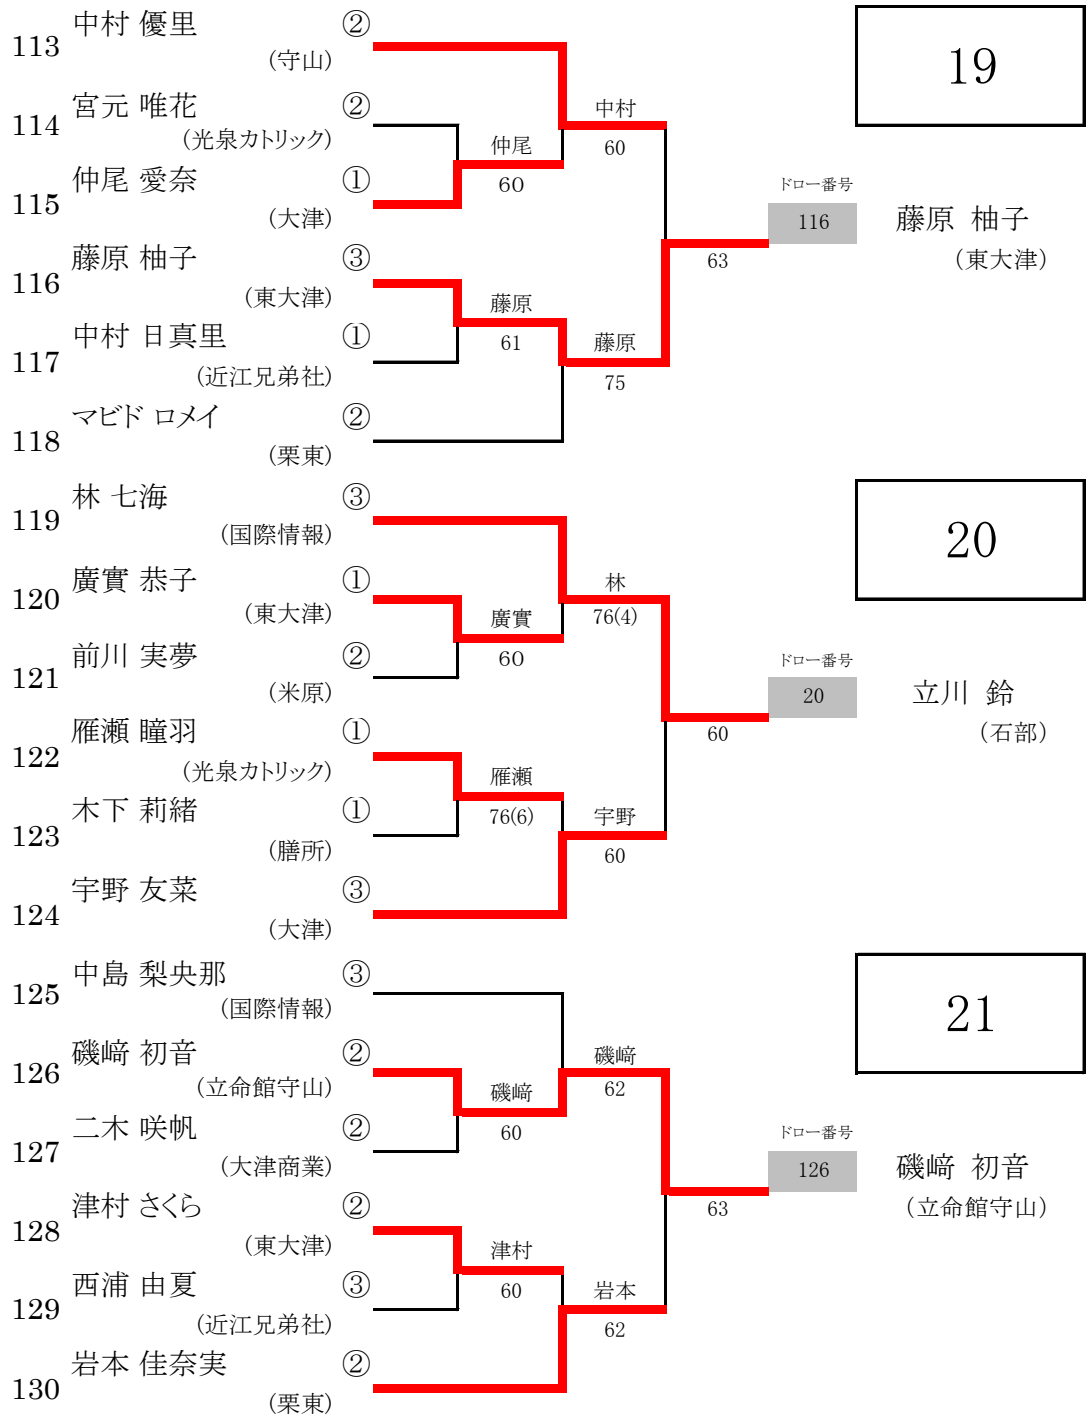 中村 優里 ②
113 (守山)
19
宮元 唯花 ②
114 (光泉カトリック)
中村
60
仲尾
60
仲尾 愛奈 ①
115 (大津)
ドロー番号
116
藤原 柚子
(東大津)
63
藤原 柚子 ③
116 (東大津)
藤原
61
中村 日真里 ①
117 (近江兄弟社)
藤原
75
マビド ロメイ ②
118 (栗東)
林 七海 ③
119 (国際情報)
20
廣實 恭子 ①
120 (東大津)
林
76(4)
廣實
60
前川 実夢 ②
121 (米原)
ドロー番号
20
立川 鈴
(石部)
60
雁瀬 瞳羽 ①
122 (光泉カトリック)
雁瀬
76(6)
木下 莉緒 ①
123 (膳所)
宇野
60
宇野 友菜 ③
124 (大津)
中島 梨央那 ③
125 (国際情報)
21
磯﨑 初音 ②
126 (立命館守山)
磯﨑
62
磯﨑
60
二木 咲帆 ②
127 (大津商業)
ドロー番号
126
磯﨑 初音
(立命館守山)
63
津村 さくら ②
128 (東大津)
津村
60
西浦 由夏 ③
129 (近江兄弟社)
岩本
62
岩本 佳奈実 ②
130 (栗東)